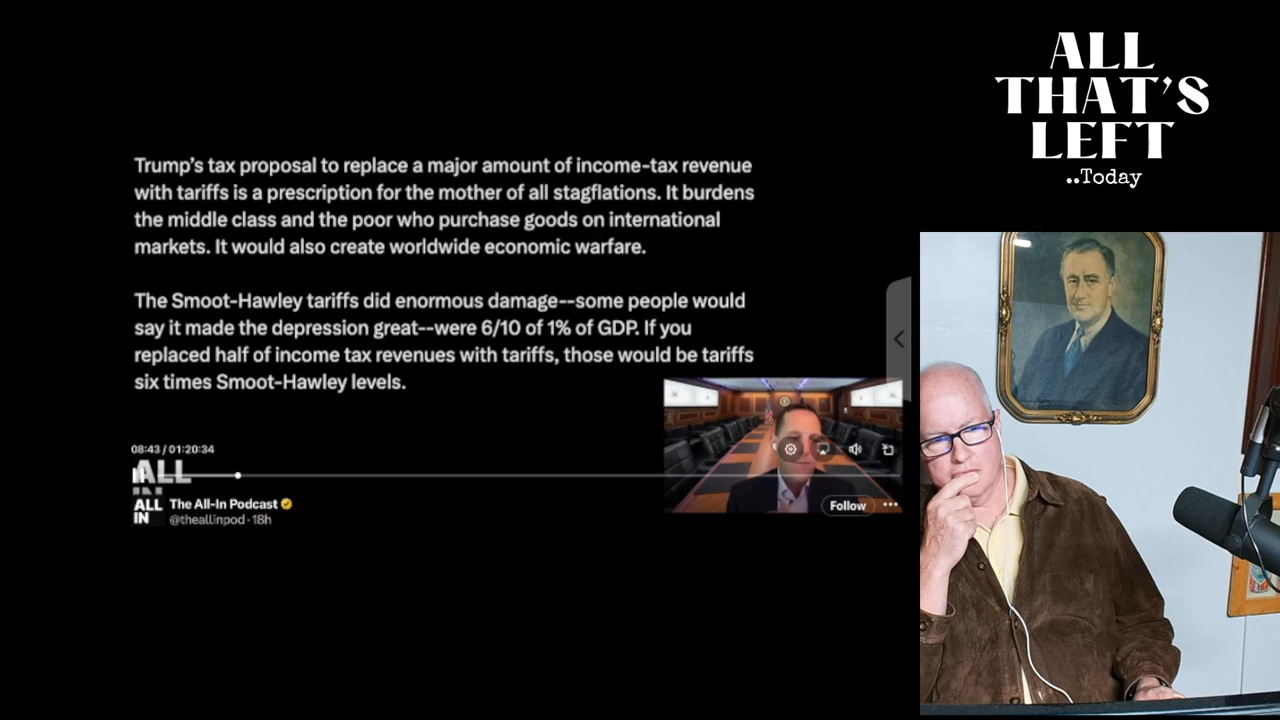 ALL
THAT'S
LEFT
..Today
Trump's tax proposal to replace a major amount of income-tax revenue
with tariffs is a prescription for the mother of all stagflations. It burdens
the middle class and the poor who purchase goods on international
markets. It would also create worldwide economic warfare.
The Smoot-Hawley tariffs did enormous damage--some people would
say it made the depression great--were 6/10 of 1% of GDP. If you
replaced half of income tax revenues with tariffs, those would be tariffs
six times Smoot-Hawley levels.
08:43 / 01:20:34
ALL
IN
ALL
IN
The All-In Podcast
@theallinpod · 18h
Follow